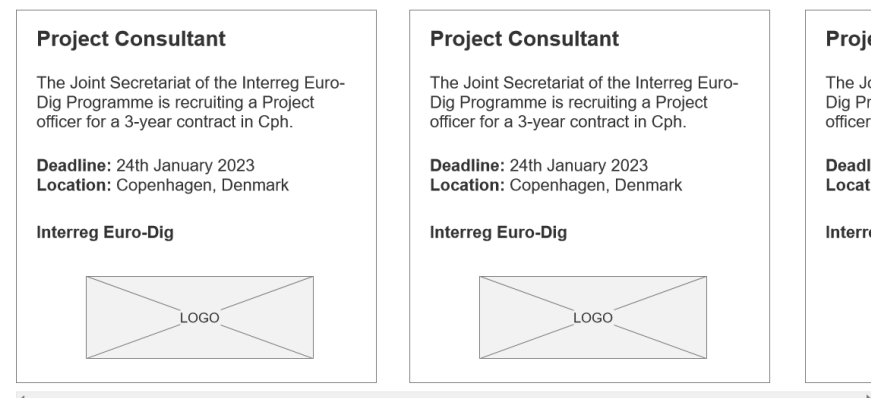 Project Consultant
The Joint Secretariat of the Interreg Euro-
Dig Programme is recruiting a Project
officer for a 3-year contract in Cph.
Deadline: 24th January 2023
Location: Copenhagen, Denmark
Interreg Euro-Dig
LOGO
Project Consultant
The Joint Secretariat of the Interreg Euro-
Dig Programme is recruiting a Project
officer for a 3-year contract in Cph.
Deadline: 24th January 2023
Location: Copenhagen, Denmark
Interreg Euro-Dig
LOGO
The
Dig
officer